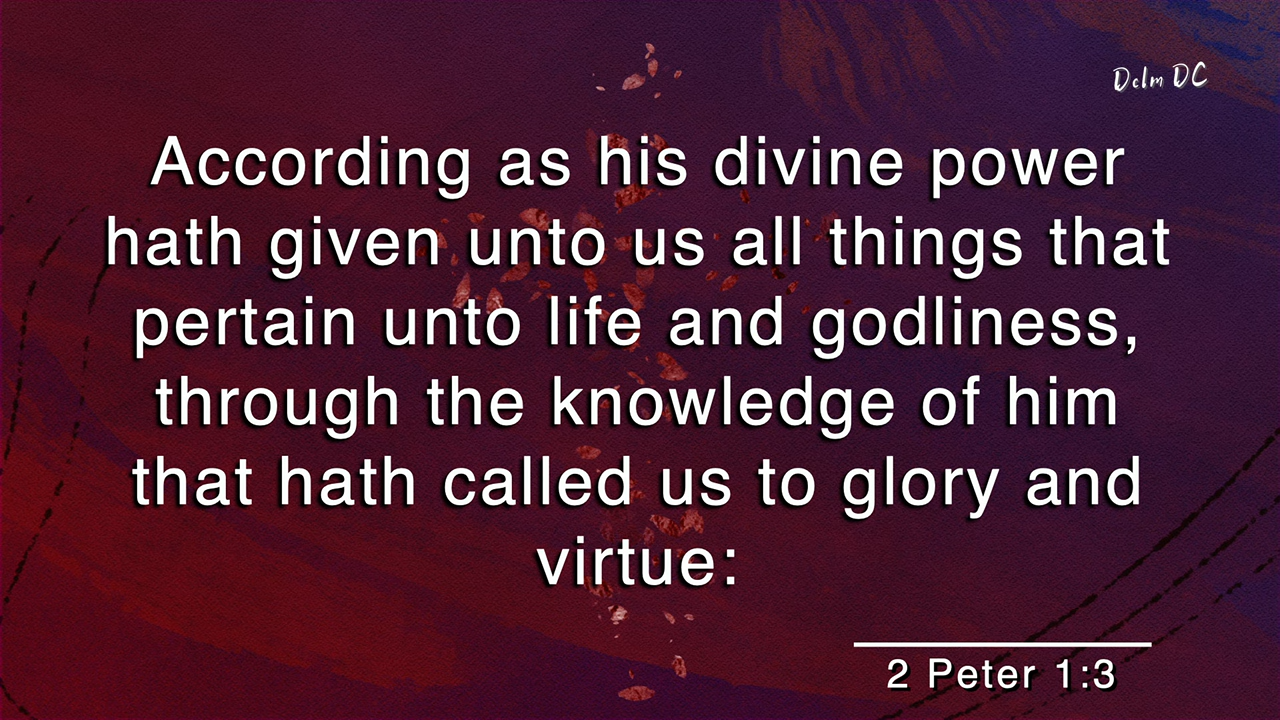 Dclm DC
According as his divine power
hath given unto us all things that
pertain unto life and godliness,
through the knowledge of him
that hath called us to glory and
virtue:
2 Peter 1:3